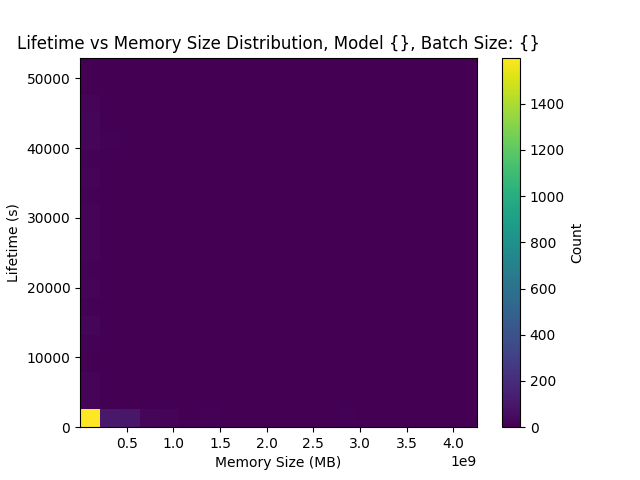 Lifetime vs Memory Size Distribution, Model {}, Batch Size: {}
50000
40000
30000
20000
10000
0
Lifetime (s)
0.5 1.0 1.5 2.0 2.5 3.0 3.5 4.0
1e9
Memory Size (MB)
1400
1200
1000
800
600
400
200
0
Count